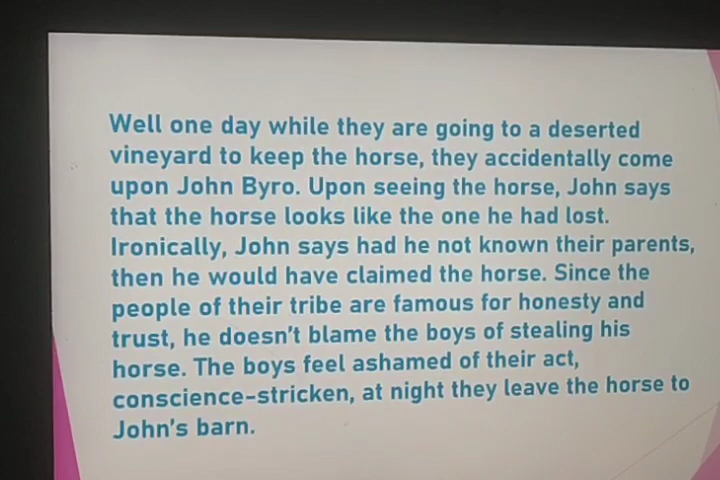 Well one day while they are going to a deserted
vineyard to keep the horse, they accidentally come
upon John Byro. Upon seeing the horse, John says
that the horse looks like the one he had lost.
Ironically, John says had he not known their parents,
then he would have claimed the horse. Since the
people of their tribe are famous for honesty and
trust, he doesn't blame the boys of stealing his
horse. The boys feel ashamed of their act,
conscience-stricken, at night they leave the horse to
John's barn.